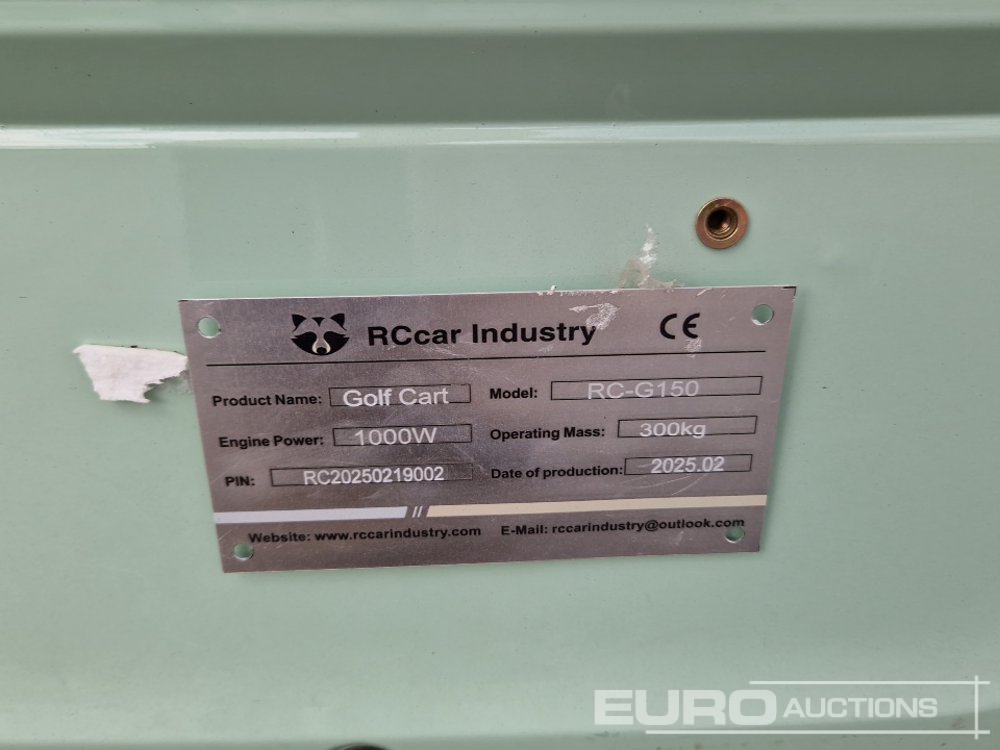 RCcar Industry CE
Product Name: Golf Cart Model: RC-G150
Engine Power: 1000W Operating Mass: 300kg
PIN: RC20250219002 Date of production: 2025.02
Website: www.rccarindustry.com E-Mail: rccarindustry@outlook.com
EURO AUCTIONS